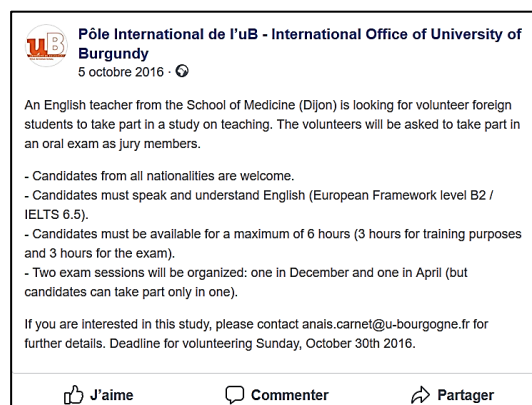 uB
Pôle International de l'uB - International Office of University of
Burgundy
5 octobre 2016 ·
An English teacher from the School of Medicine (Dijon) is looking for volunteer foreign
students to take part in a study on teaching. The volunteers will be asked to take part in
an oral exam as jury members.
- Candidates from all nationalities are welcome.
- Candidates must speak and understand English (European Framework level B2 /
IELTS 6.5).
- Candidates must be available for a maximum of 6 hours (3 hours for training purposes
and 3 hours for the exam).
- Two exam sessions will be organized: one in December and one in April (but
candidates can take part only in one).
If you are interested in this study, please contact anais.carnet@u-bourgogne.fr for
further details. Deadline for volunteering Sunday, October 30th 2016.
J'aime Commenter Partager